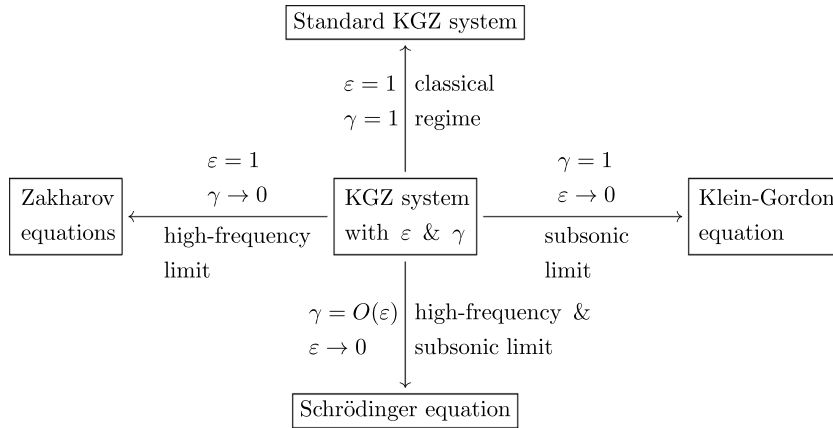 Standard KGZ system
ε = 1 classical
γ = 1 regime
ε = 1
γ → 0
γ = 1
ε → 0
Zakharov
equations
high-frequency
limit
KGZ system
with ε & γ
subsonic
limit
Klein-Gordon
equation
γ = O(ε) high-frequency &
ε → 0 subsonic limit
Schrödinger equation